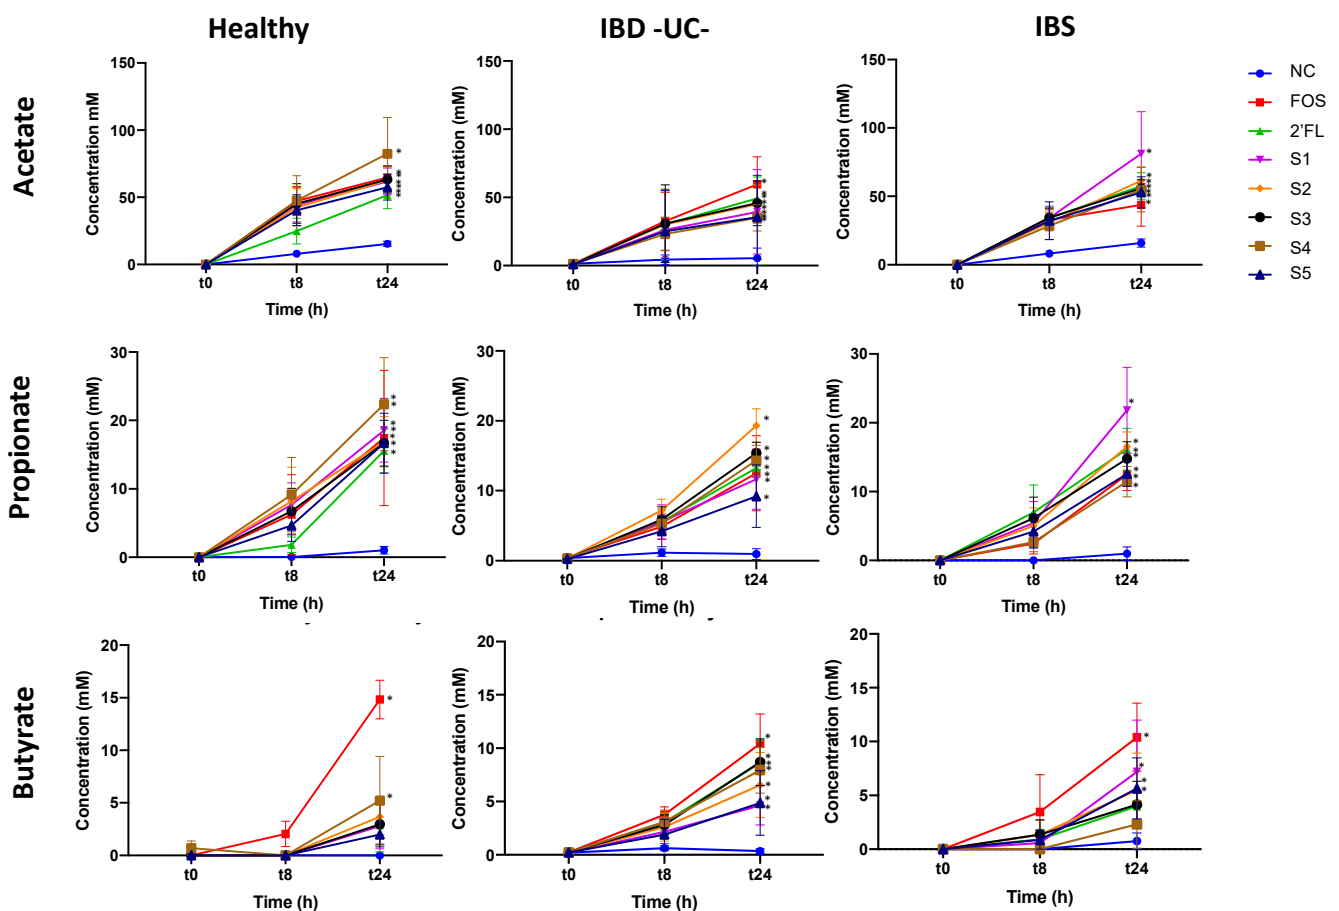 Healthy
IBD -UC-
IBS
Acetate
Concentration mM
150
100
50
0
t0
t8
t24
Time (h)
Concentration (mM)
150
100
50
0
t0
t8
t24
Time (h)
Concentration (mM)
150
100
50
0
t0
t8
t24
Time (h)
NC
FOS
2'FL
S1
S2
S3
S4
S5
Propionate
Concentration (mM)
30
20
10
0
t0
t8
t24
Time (h)
Concentration (mM)
30
20
10
0
t0
t8
t24
Time (h)
Concentration (mM)
30
20
10
0
t0
t8
t24
Time (h)
Butyrate
Concentration (mM)
20
15
10
5
0
t0
t8
t24
Time (h)
Concentration (mM)
20
15
10
5
0
t0
t8
t24
Time (h)
Concentration (mM)
20
15
10
5
0
t0
t8
t24
Time (h)